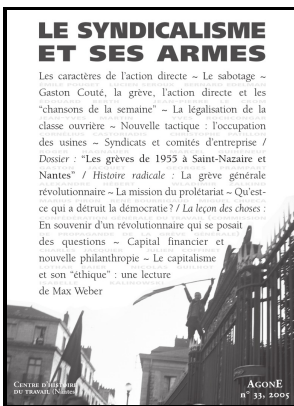 LE SYNDICALISME
ET SES ARMES
Les caractères de l'action directe ~ Le sabotage ~
Gaston Couté, la grève, l'action directe et les
“chansons de la semaine” ~ La légalisation de la
classe ouvrière ~ Nouvelle tactique : l'occupation
des usines ~ Syndicats et comités d'entreprise /
Dossier : “Les grèves de 1955 à Saint-Nazaire et
Nantes” / Histoire radicale : La grève générale
révolutionnaire ~ La mission du prolétariat ~ Qu'est-
ce qui a détruit la démocratie ? / La leçon des choses :
En souvenir d'un révolutionnaire qui se posait
des questions ~ Capital financier et
nouvelle philanthropie ~ Le capitalisme
et son “éthique” : une lecture
de Max Weber
CENTRE D'HISTOIRE
DU TRAVAIL (Nantes)
AGONE
n° 33, 2005